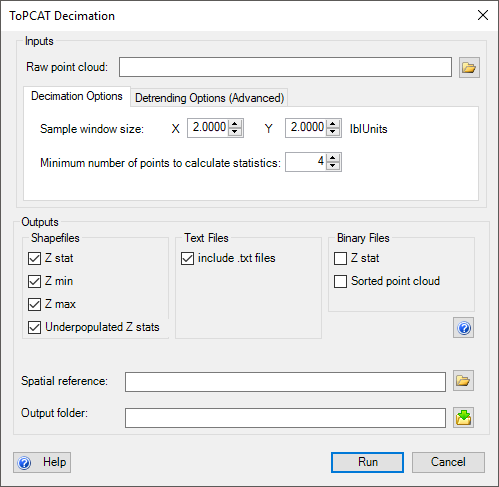 ToPCAT Decimation
Inputs
Raw point cloud:
Decimation Options Detrending Options (Advanced)
Sample window size: X 2.0000 Y 2.0000 lblUnits
Minimum number of points to calculate statistics: 4
Outputs
Shapefiles Text Files Binary Files
Z stat include .txt files Z stat
Z min Sorted point cloud
Z max
Underpopulated Z stats
Spatial reference:
Output folder:
Help Run Cancel